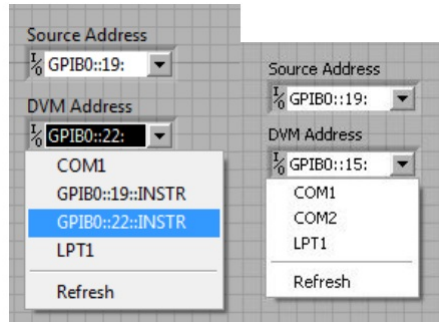 Source Address
I/O GPIB0::19:
DVM Address
I/O GPIB0::22:
COM1
GPIB0::19::INSTR
GPIB0::22::INSTR
LPT1
Refresh
Source Address
I/O GPIB0::19:
DVM Address
I/O GPIB0::15:
COM1
COM2
LPT1
Refresh